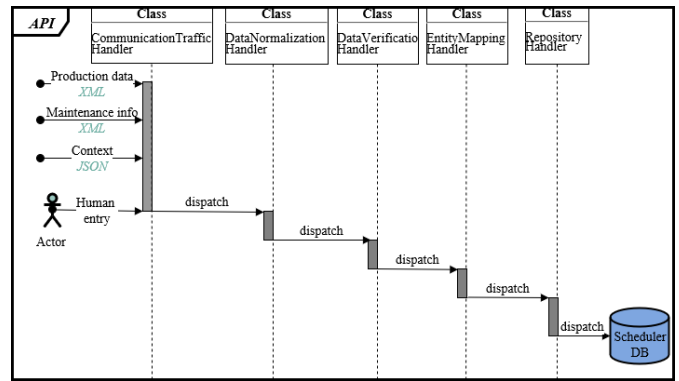 API
Class
CommunicationTraffic
Handler
Class
DataNormalization
Handler
Class
DataVerificatio
Handler
Class
EntityMapping
Handler
Class
Repository
Handler
Production data
XML
Maintenance info
XML
Context
JSON
Human
entry
Actor
dispatch
dispatch
dispatch
dispatch
dispatch
Scheduler
DB